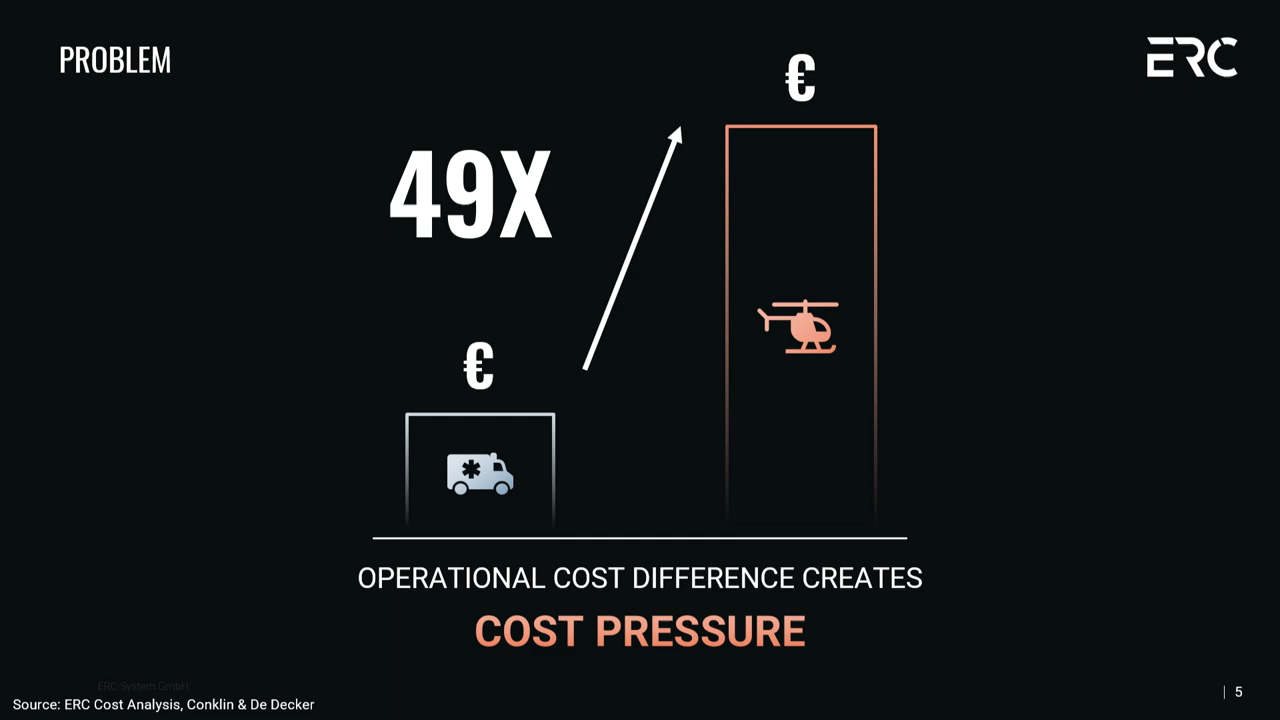 PROBLEM
ERC
€
49X
€
OPERATIONAL COST DIFFERENCE CREATES
COST PRESSURE
ERC-System GmbH
Source: ERC Cost Analysis, Conklin & De Decker
| 5